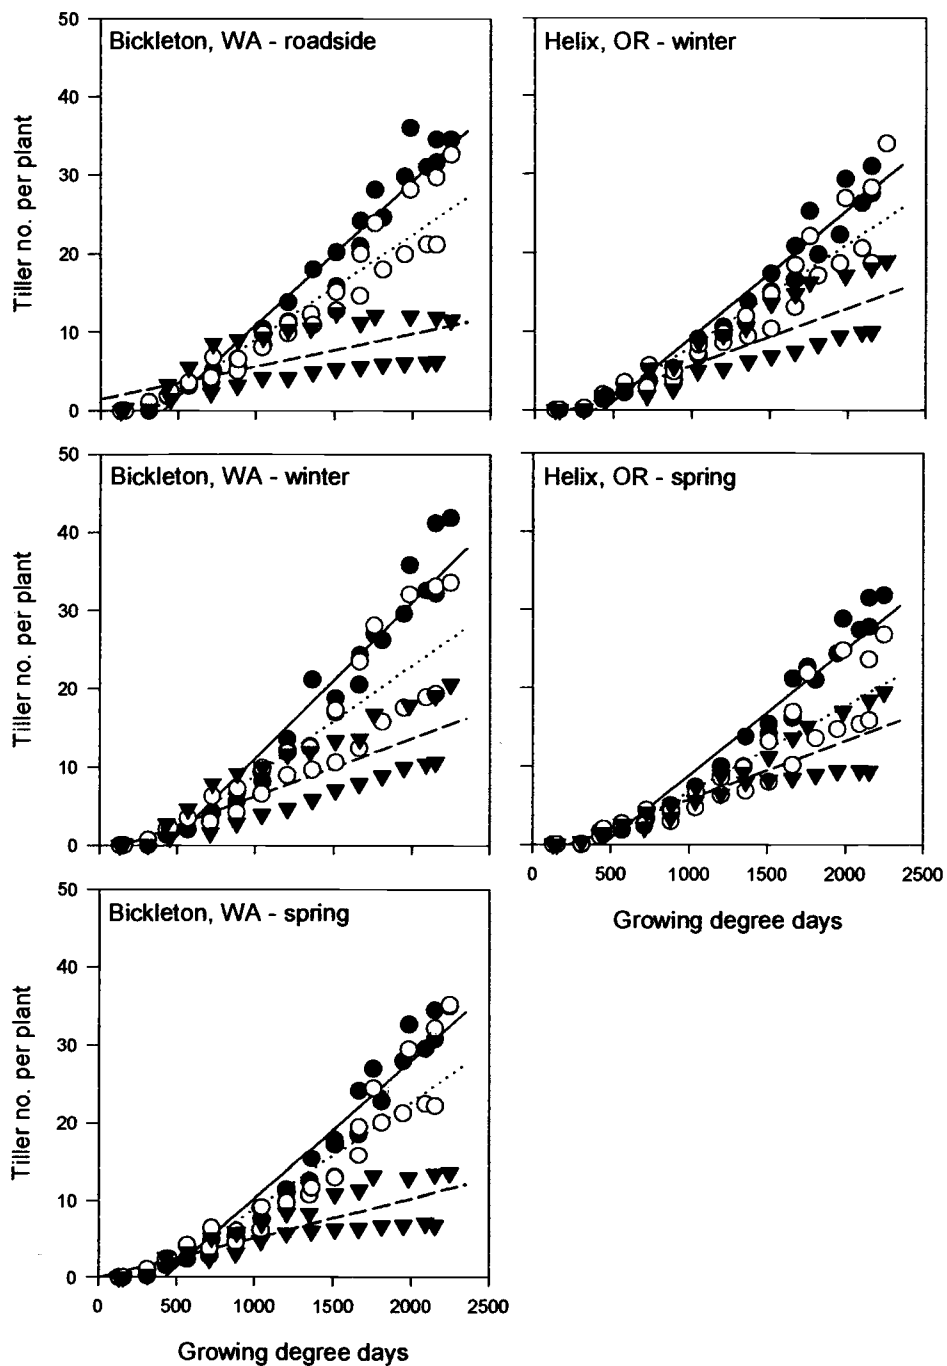 50
40
30
20
10
0
Tiller no. per plant
Bickleton, WA - roadside
Helix, OR - winter
50
40
30
20
10
0
Tiller no. per plant
Bickleton, WA - winter
Helix, OR - spring
0 500 1000 1500 2000 2500
Growing degree days
50
40
30
20
10
0
Tiller no. per plant
Bickleton, WA - spring
0 500 1000 1500 2000 2500
Growing degree days